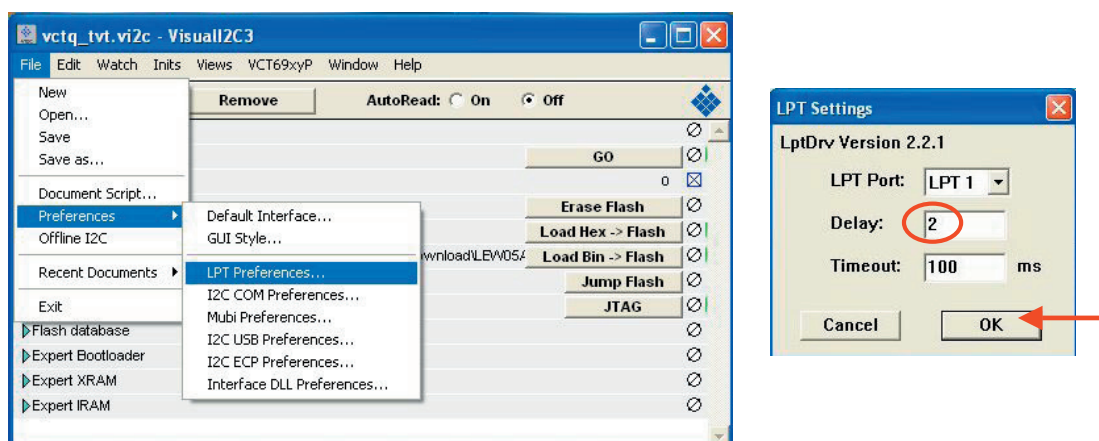 vctq_tvt.vi2c - VisualI2C3
File Edit Watch Inits Views VCT69xyP Window Help
New
Open...
Save
Save as...
Document Script...
Preferences
Offline I2C
Recent Documents
Exit
Remove
AutoRead: On Off
GO
0
Erase Flash
Load Hex -> Flash
wnload\LEW05A
Load Bin -> Flash
Jump Flash
JTAG
Default Interface...
GUI Style...
LPT Preferences...
I2C COM Preferences...
Mubi Preferences...
I2C USB Preferences...
I2C ECP Preferences...
Interface DLL Preferences...
Flash database
Expert Bootloader
Expert XRAM
Expert IRAM
LPT Settings
LptDrv Version 2.2.1
LPT Port: LPT 1
Delay: 2
Timeout: 100 ms
Cancel OK